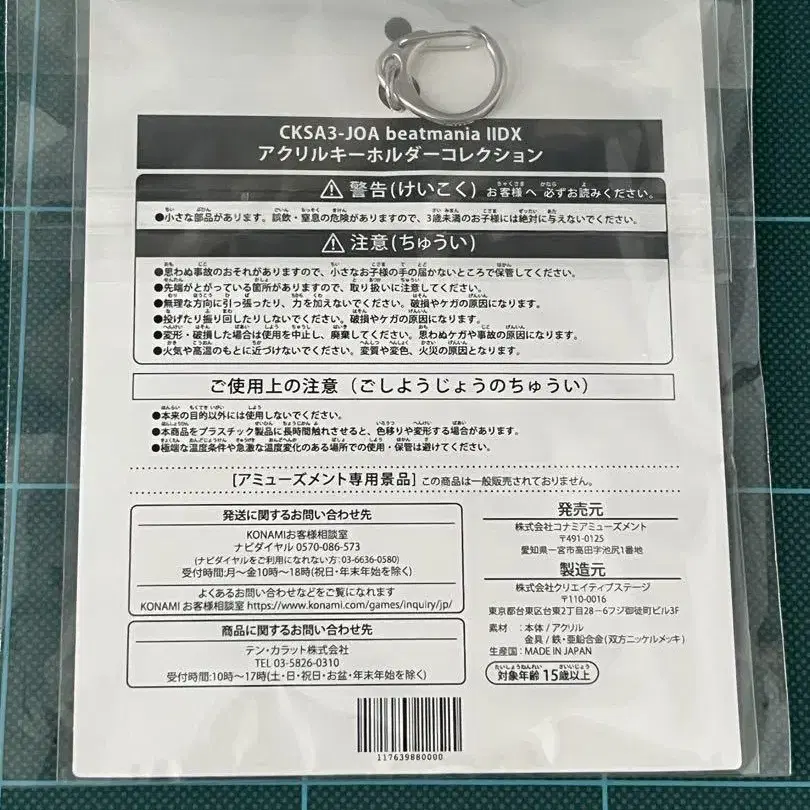 CKSA3-JOA beatmania IIDX
アクリルキーホルダーコレクション
⚠ 警告(けいこく) お客様へ 必ずお読みください。
●小さな部品があります。誤飲・窒息の危険がありますので、3歳未満のお子様には絶対に与えないでください。
⚠ 注意(ちゅうい)
●思わぬ事故のおそれがありますので、小さなお子様の手の届かないところで保管してください。
●先端がとがっている箇所がありますので、取り扱いに注意してください。
●無理な方向に引っ張ったり、力を加えないでください。破損やケガの原因になります。
●投げたり振り回したりしないでください。破損やケガの原因になります。
●変形・破損した場合は使用を中止し、廃棄してください。思わぬケガや事故の原因になります。
●火気や高温のもとに近づけないでください。変質や変色、火災の原因となります。
ご使用上の注意（ごしようじょうのちゅうい）
●本来の目的以外には使用しないでください。
●本商品をプラスチック製品に長時間触れさせると、色移りや変形する場合があります。
●極端な温度条件や急激な温度変化のある場所での使用・保管は避けてください。
[アミューズメント専用景品] この商品は一般販売されておりません。
発送に関するお問い合わせ先
KONAMIお客様相談室
ナビダイヤル 0570-086-573
(ナビダイヤルをご利用になれない方：03-6636-0580)
受付時間:月～金10時～18時(祝日・年末年始を除く)
よくあるお問い合わせなどをご覧になれます
KONAMI お客様相談室 https://www.konami.com/games/inquiry/jp/
商品に関するお問い合わせ先
テン・カラット株式会社
TEL 03-5826-0310
受付時間:10時～17時(土・日・祝日・お盆・年末年始を除く)
発売元
株式会社コナミアミューズメント
〒491-0125
愛知県一宮市高田字池尻1番地
製造元
株式会社クリエイティブステージ
〒110-0016
東京都台東区台東2丁目28－6フジ御徒町ビル3F
素材 ：本体 / アクリル
金具 / 鉄・亜鉛合金(双方ニッケルメッキ)
生産国：MADE IN JAPAN
対象年齢 15歳以上
117639880000